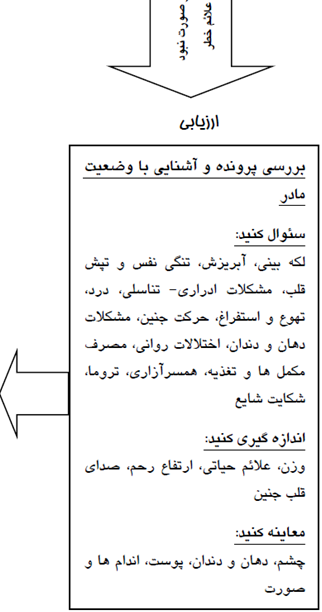 در صورت نبود
علائم خطر
ارزیابی
بررسی پرونده و آشنایی با وضعیت
مادر
سئوال کنید:
لکه بینی، آبریزش، تنگی نفس و تپش
قلب، مشکلات ادراری- تناسلی، درد،
تهوع و استفراغ، حرکت جنین، مشکلات
دهان و دندان، اختلالات روانی، مصرف
مکمل ها و تغذیه، همسرآزاری، تروما،
شکایت شایع
اندازه گیری کنید:
وزن، علائم حیاتی، ارتفاع رحم، صدای
قلب جنین
معاینه کنید:
چشم، دهان و دندان، پوست، اندام ها و
صورت